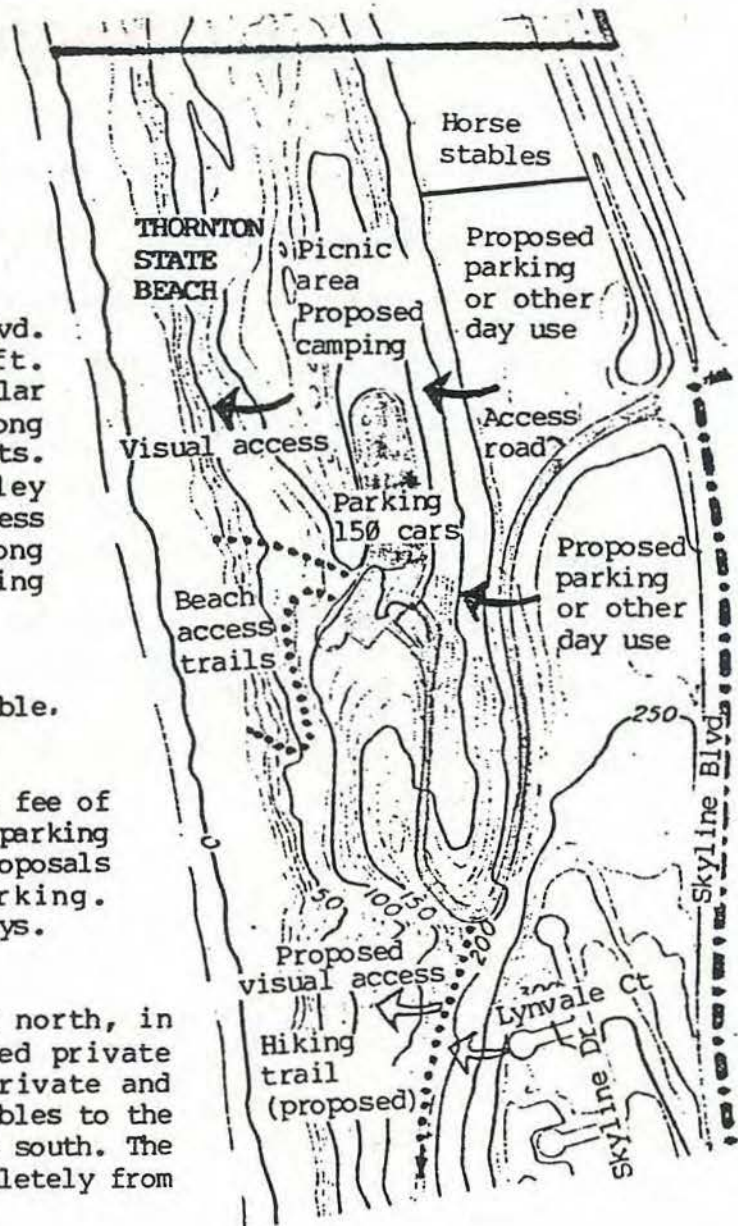 Horse
stables
THORNTON
STATE
BEACH
Picnic
area
Proposed
camping
Proposed
parking
or other
day use
Visual access
Access
road
Parking
150 cars
Beach
access
trails
Proposed
parking
or other
day use
250
Skyline Blvd
0
50
100
150
200
Proposed
visual access
Hiking
trail
(proposed)
Lynvale Ct
Skyline Dr
vd.
ft.
lar
ong
ts.
ley
ess
ong
ing
ble.
fee of
parking
oposals
rking.
ys.
north, in
ed private
rivate and
bles to the
south. The
pletely from